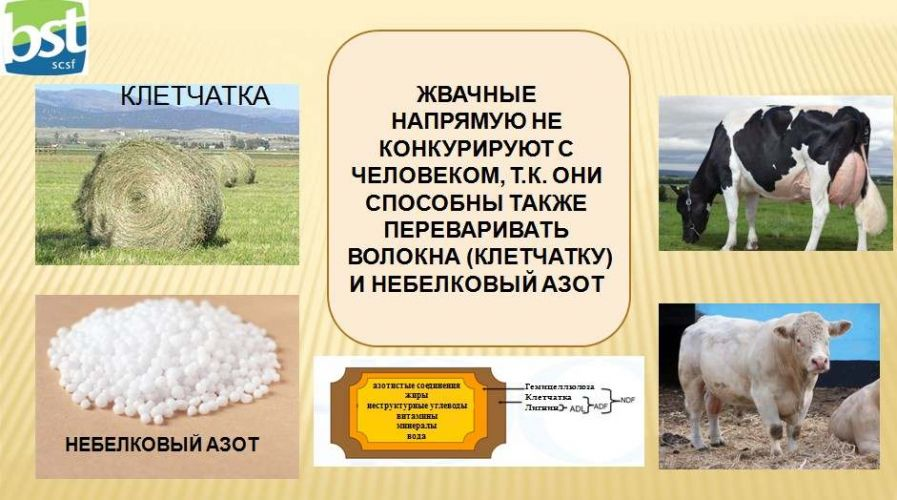 bst
scsf
КЛЕТЧАТКА
ЖВАЧНЫЕ
НАПРЯМУЮ НЕ
КОНКУРИРУЮТ С
ЧЕЛОВЕКОМ, Т.К. ОНИ
СПОСОБНЫ ТАКЖЕ
ПЕРЕВАРИВАТЬ
ВОЛОКНА (КЛЕТЧАТКУ)
И НЕБЕЛКОВЫЙ АЗОТ
НЕБЕЛКОВЫЙ АЗОТ
азотистые соединения
жиры
неструктурные углеводы
витамины
минералы
вода
Гемицеллюлоза
Клетчатка
Лигнин ADL ADF NDF